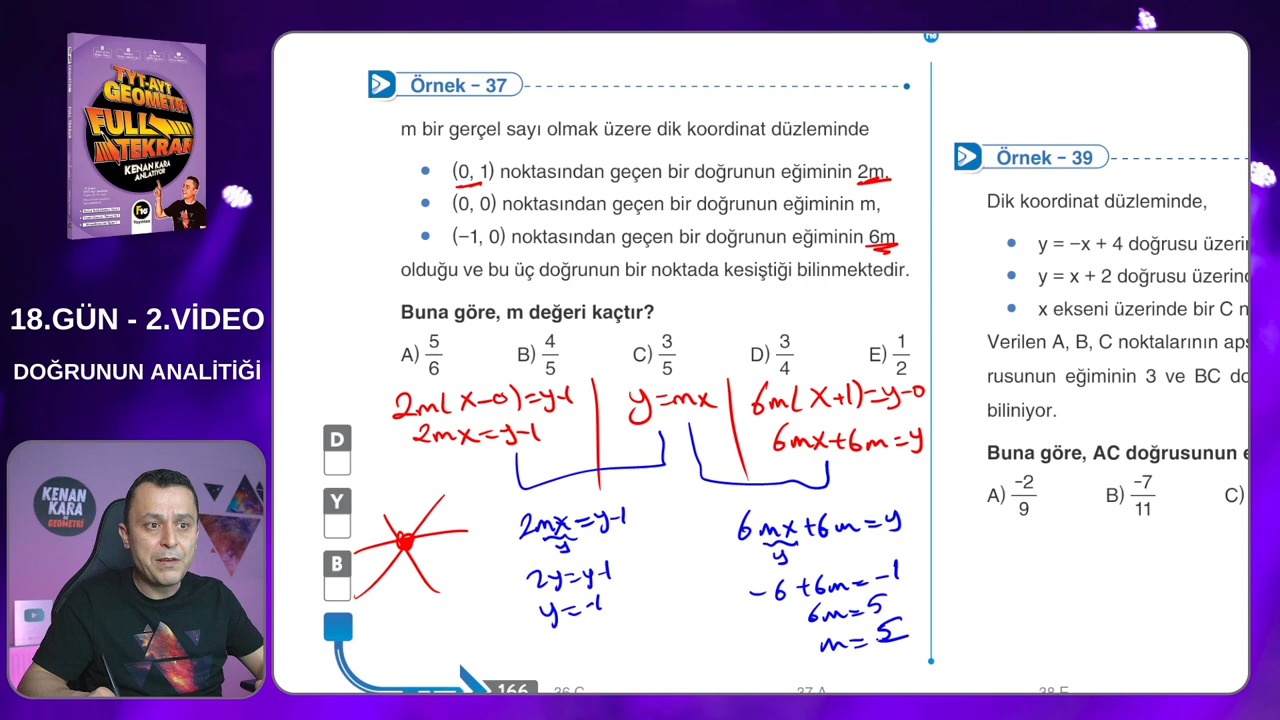 TYT-AYT
GEOMETRİ
FULL
TEKRAR
KENAN KARA
ANLATIYOR
18.GÜN - 2.VİDEO
DOĞRUNUN ANALİTİĞİ
KENAN
KARA
ile
GEOMETRİ
Örnek – 37
m bir gerçel sayı olmak üzere dik koordinat düzleminde
• (0, 1) noktasından geçen bir doğrunun eğiminin 2m,
• (0, 0) noktasından geçen bir doğrunun eğiminin m,
• (−1, 0) noktasından geçen bir doğrunun eğiminin 6m
olduğu ve bu üç doğrunun bir noktada kesiştiği bilinmektedir.
Buna göre, m değeri kaçtır?
A) 5/6 B) 4/5 C) 3/5 D) 3/4 E) 1/2
2m(x-0)=y-1 y=mx 6m(x+1)=y-0
2mx=y-1 6mx+6m=y
2mx=y-1 6mx+6m=y
y y
2y=y-1 -6+6m=-1
y=-1 6m=5
m=5
D
Y
B
166
36.C 37.A 38.E
Örnek – 39
Dik koordinat düzleminde,
• y = −x + 4 doğrusu üzerin
• y = x + 2 doğrusu üzerind
• x ekseni üzerinde bir C n
Verilen A, B, C noktalarının aps
rusunun eğiminin 3 ve BC do
biliniyor.
Buna göre, AC doğrusunun e
A) -2/9 B) -7/11 C)